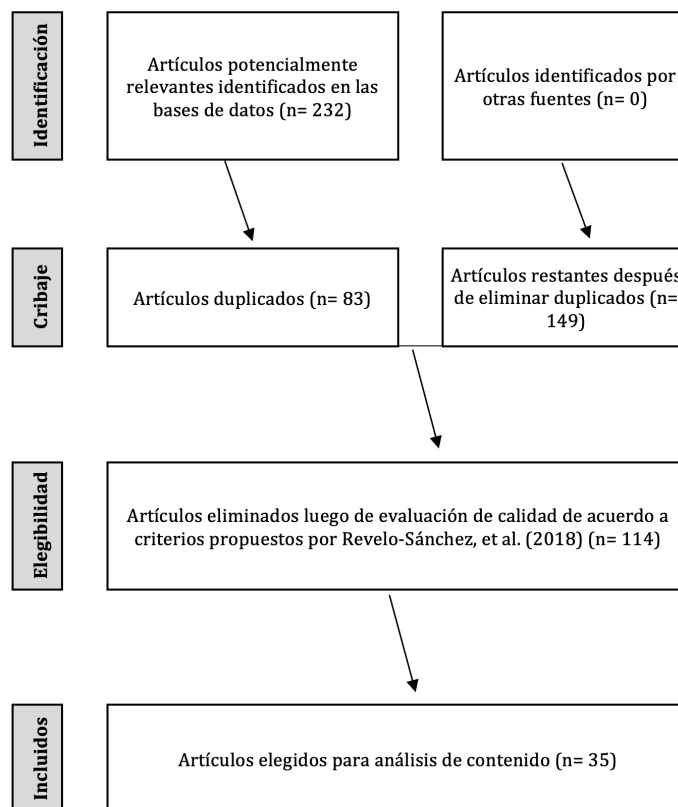 Identificación
Artículos potencialmente
relevantes identificados en las
bases de datos (n= 232)
Artículos identificados por
otras fuentes (n= 0)
Cribaje
Artículos duplicados (n= 83)
Artículos restantes después
de eliminar duplicados (n=
149)
Elegibilidad
Artículos eliminados luego de evaluación de calidad de acuerdo a
criterios propuestos por Revelo-Sánchez, et al. (2018) (n= 114)
Incluidos
Artículos elegidos para análisis de contenido (n= 35)